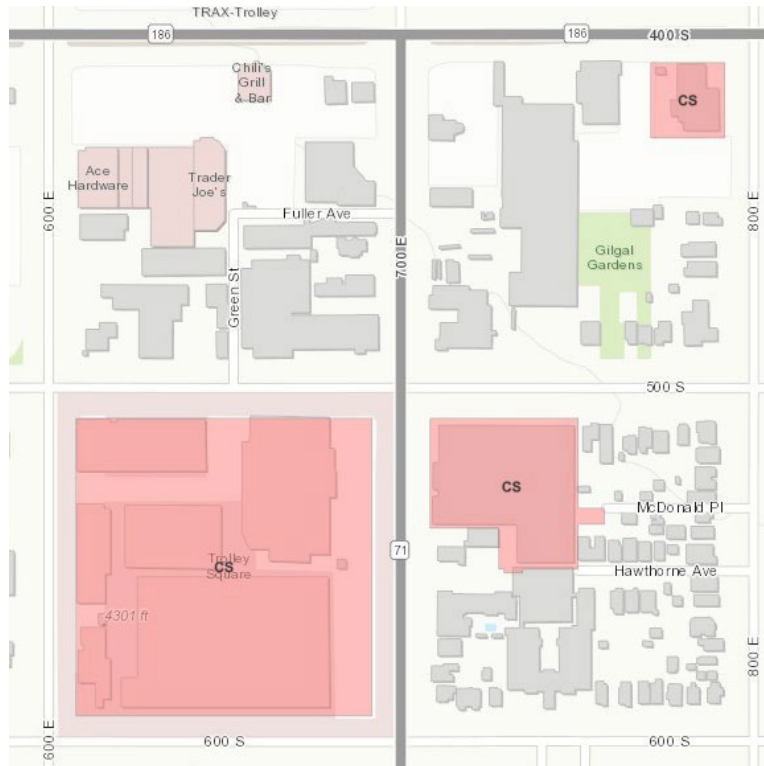 TRAX-Trolley
186
186
400 S
Chili's
Grill
& Bar
CS
Ace
Hardware
Trader
Joe's
600 E
800 E
Fuller Ave
700 E
Gilgal
Gardens
Green St
500 S
CS
McDonald Pl
71
Trolley
CS
Square
Hawthorne Ave
4301 ft
800 E
600 E
600 S
600 S